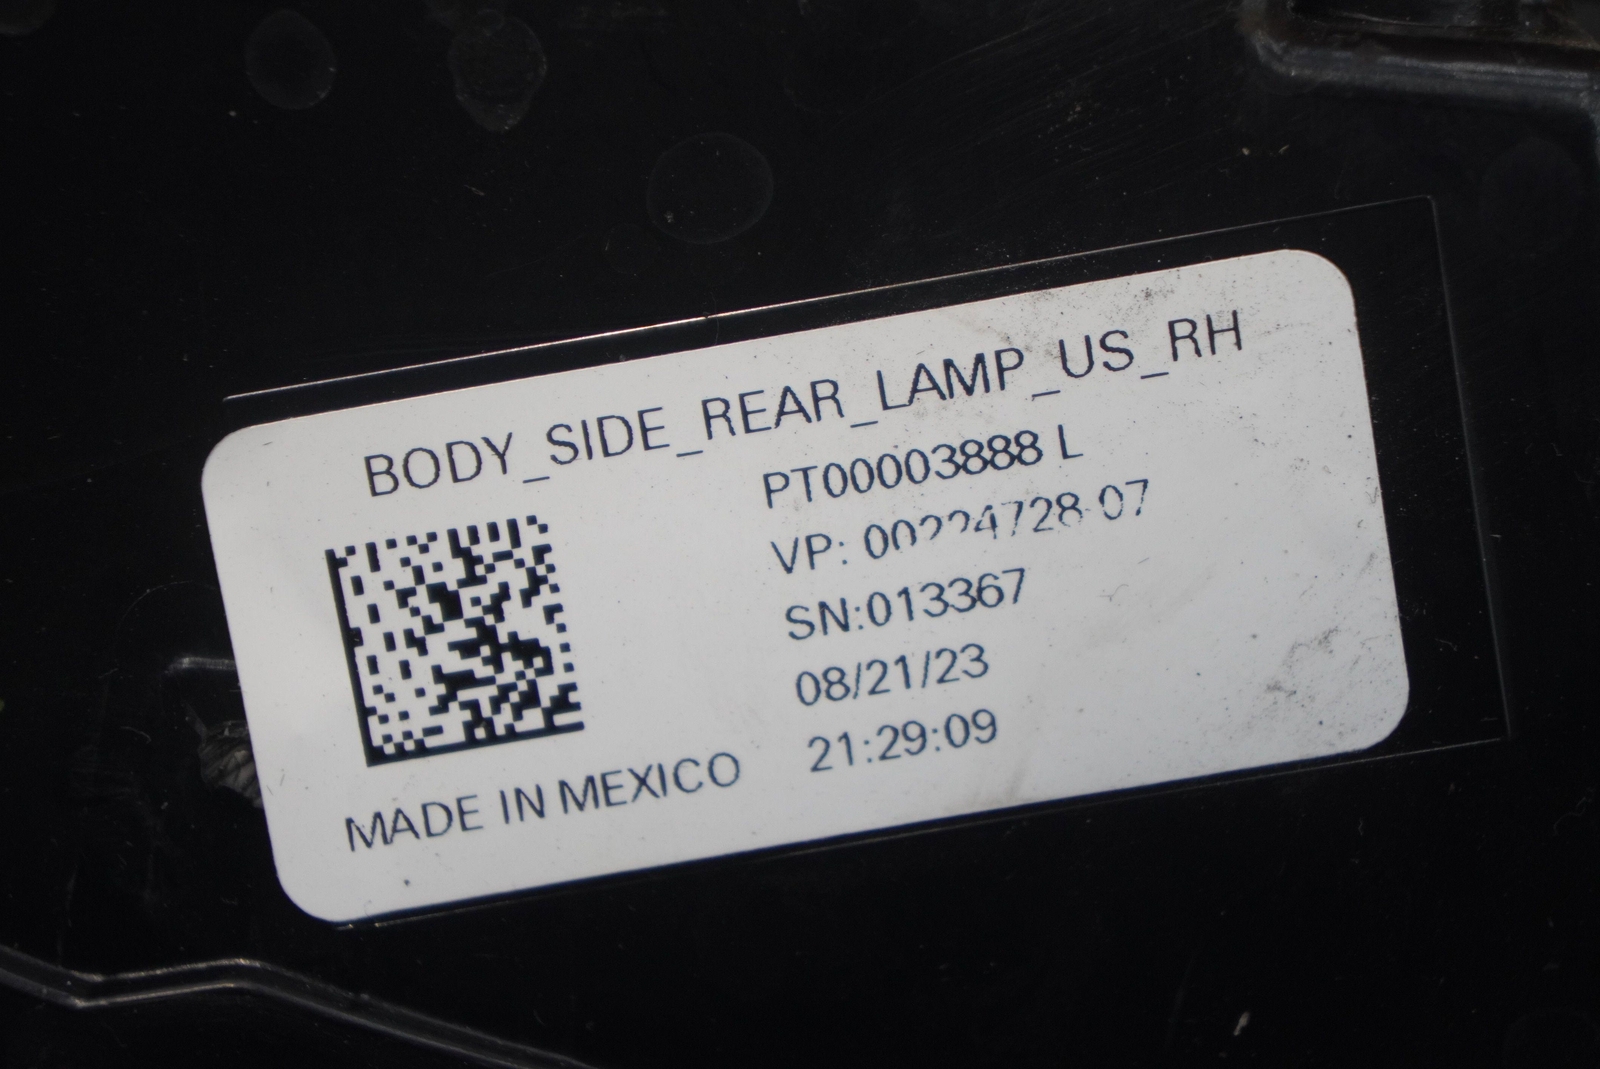 BODY_SIDE_REAR_LAMP_US_RH
PT00003888 L
VP: 00224728-07
SN:013367
08/21/23
21:29:09
MADE IN MEXICO